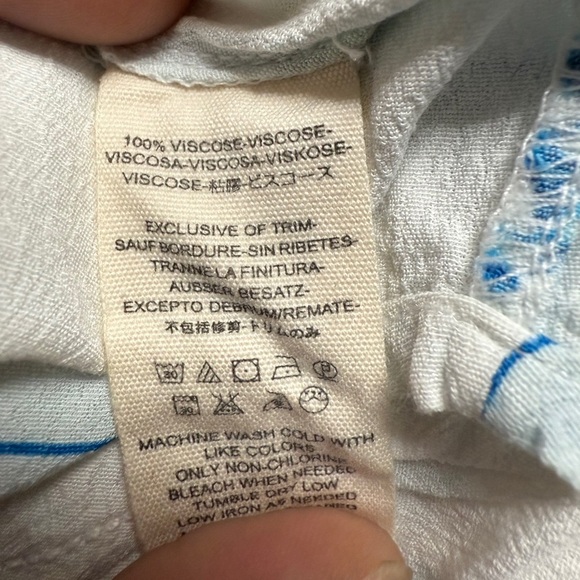 100% VISCOSE-VISCOSE-
VISCOSA-VISCOSA-VISKOSE-
VISCOSE-粘膠-ビスコース
EXCLUSIVE OF TRIM-
SAUF BORDURE-SIN RIBETES-
TRANNE LA FINITURA-
AUSSER BESATZ-
EXCEPTO DEBRUM/REMATE-
不包括修剪-トリムのみ
30
MACHINE WASH COLD WITH
LIKE COLORS
ONLY NON-CHLORINE
BLEACH WHEN NEEDED
TUMBLE DRY LOW
LOW IRON AS NEEDED